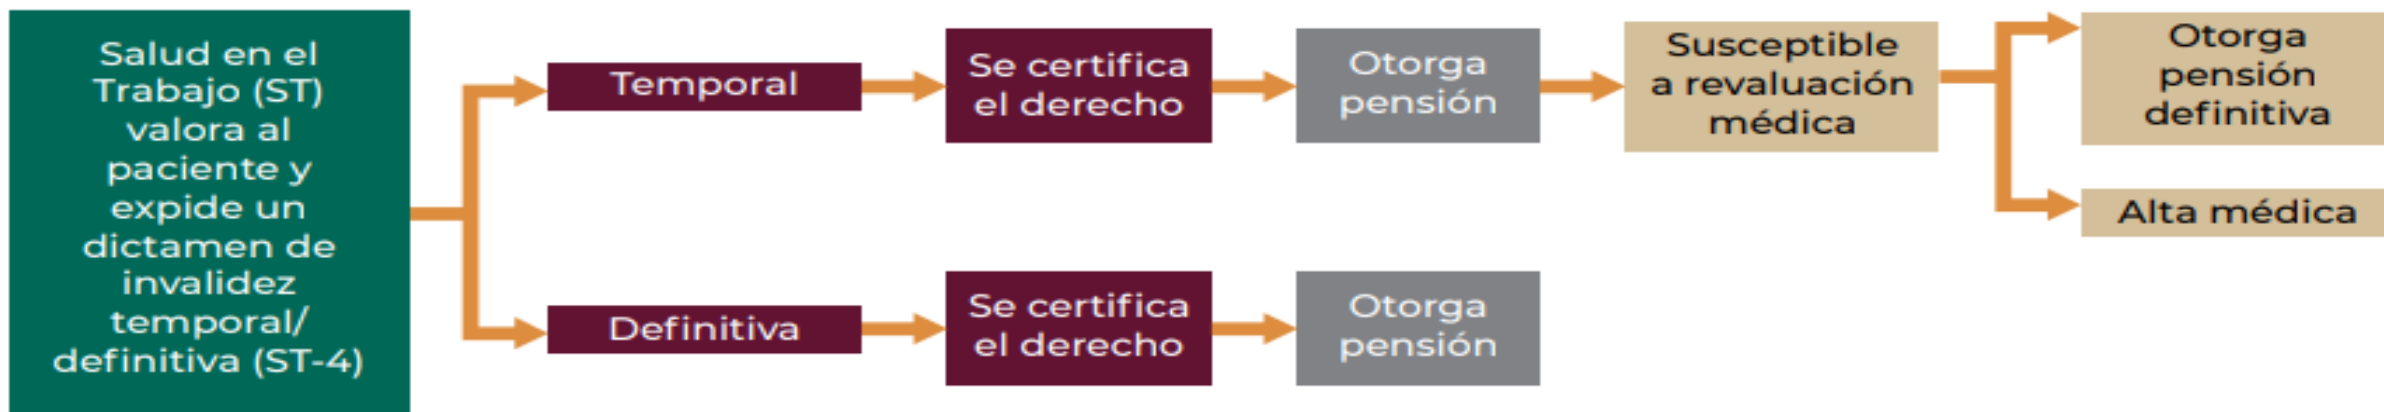 Salud en el
Trabajo (ST)
valora al
paciente y
expide un
dictamen de
invalidez
temporal/
definitiva (ST-4)
Temporal
Se certifica
el derecho
Otorga
pensión
Susceptible
a revaluación
médica
Otorga
pensión
definitiva
Alta médica
Definitiva
Se certifica
el derecho
Otorga
pensión